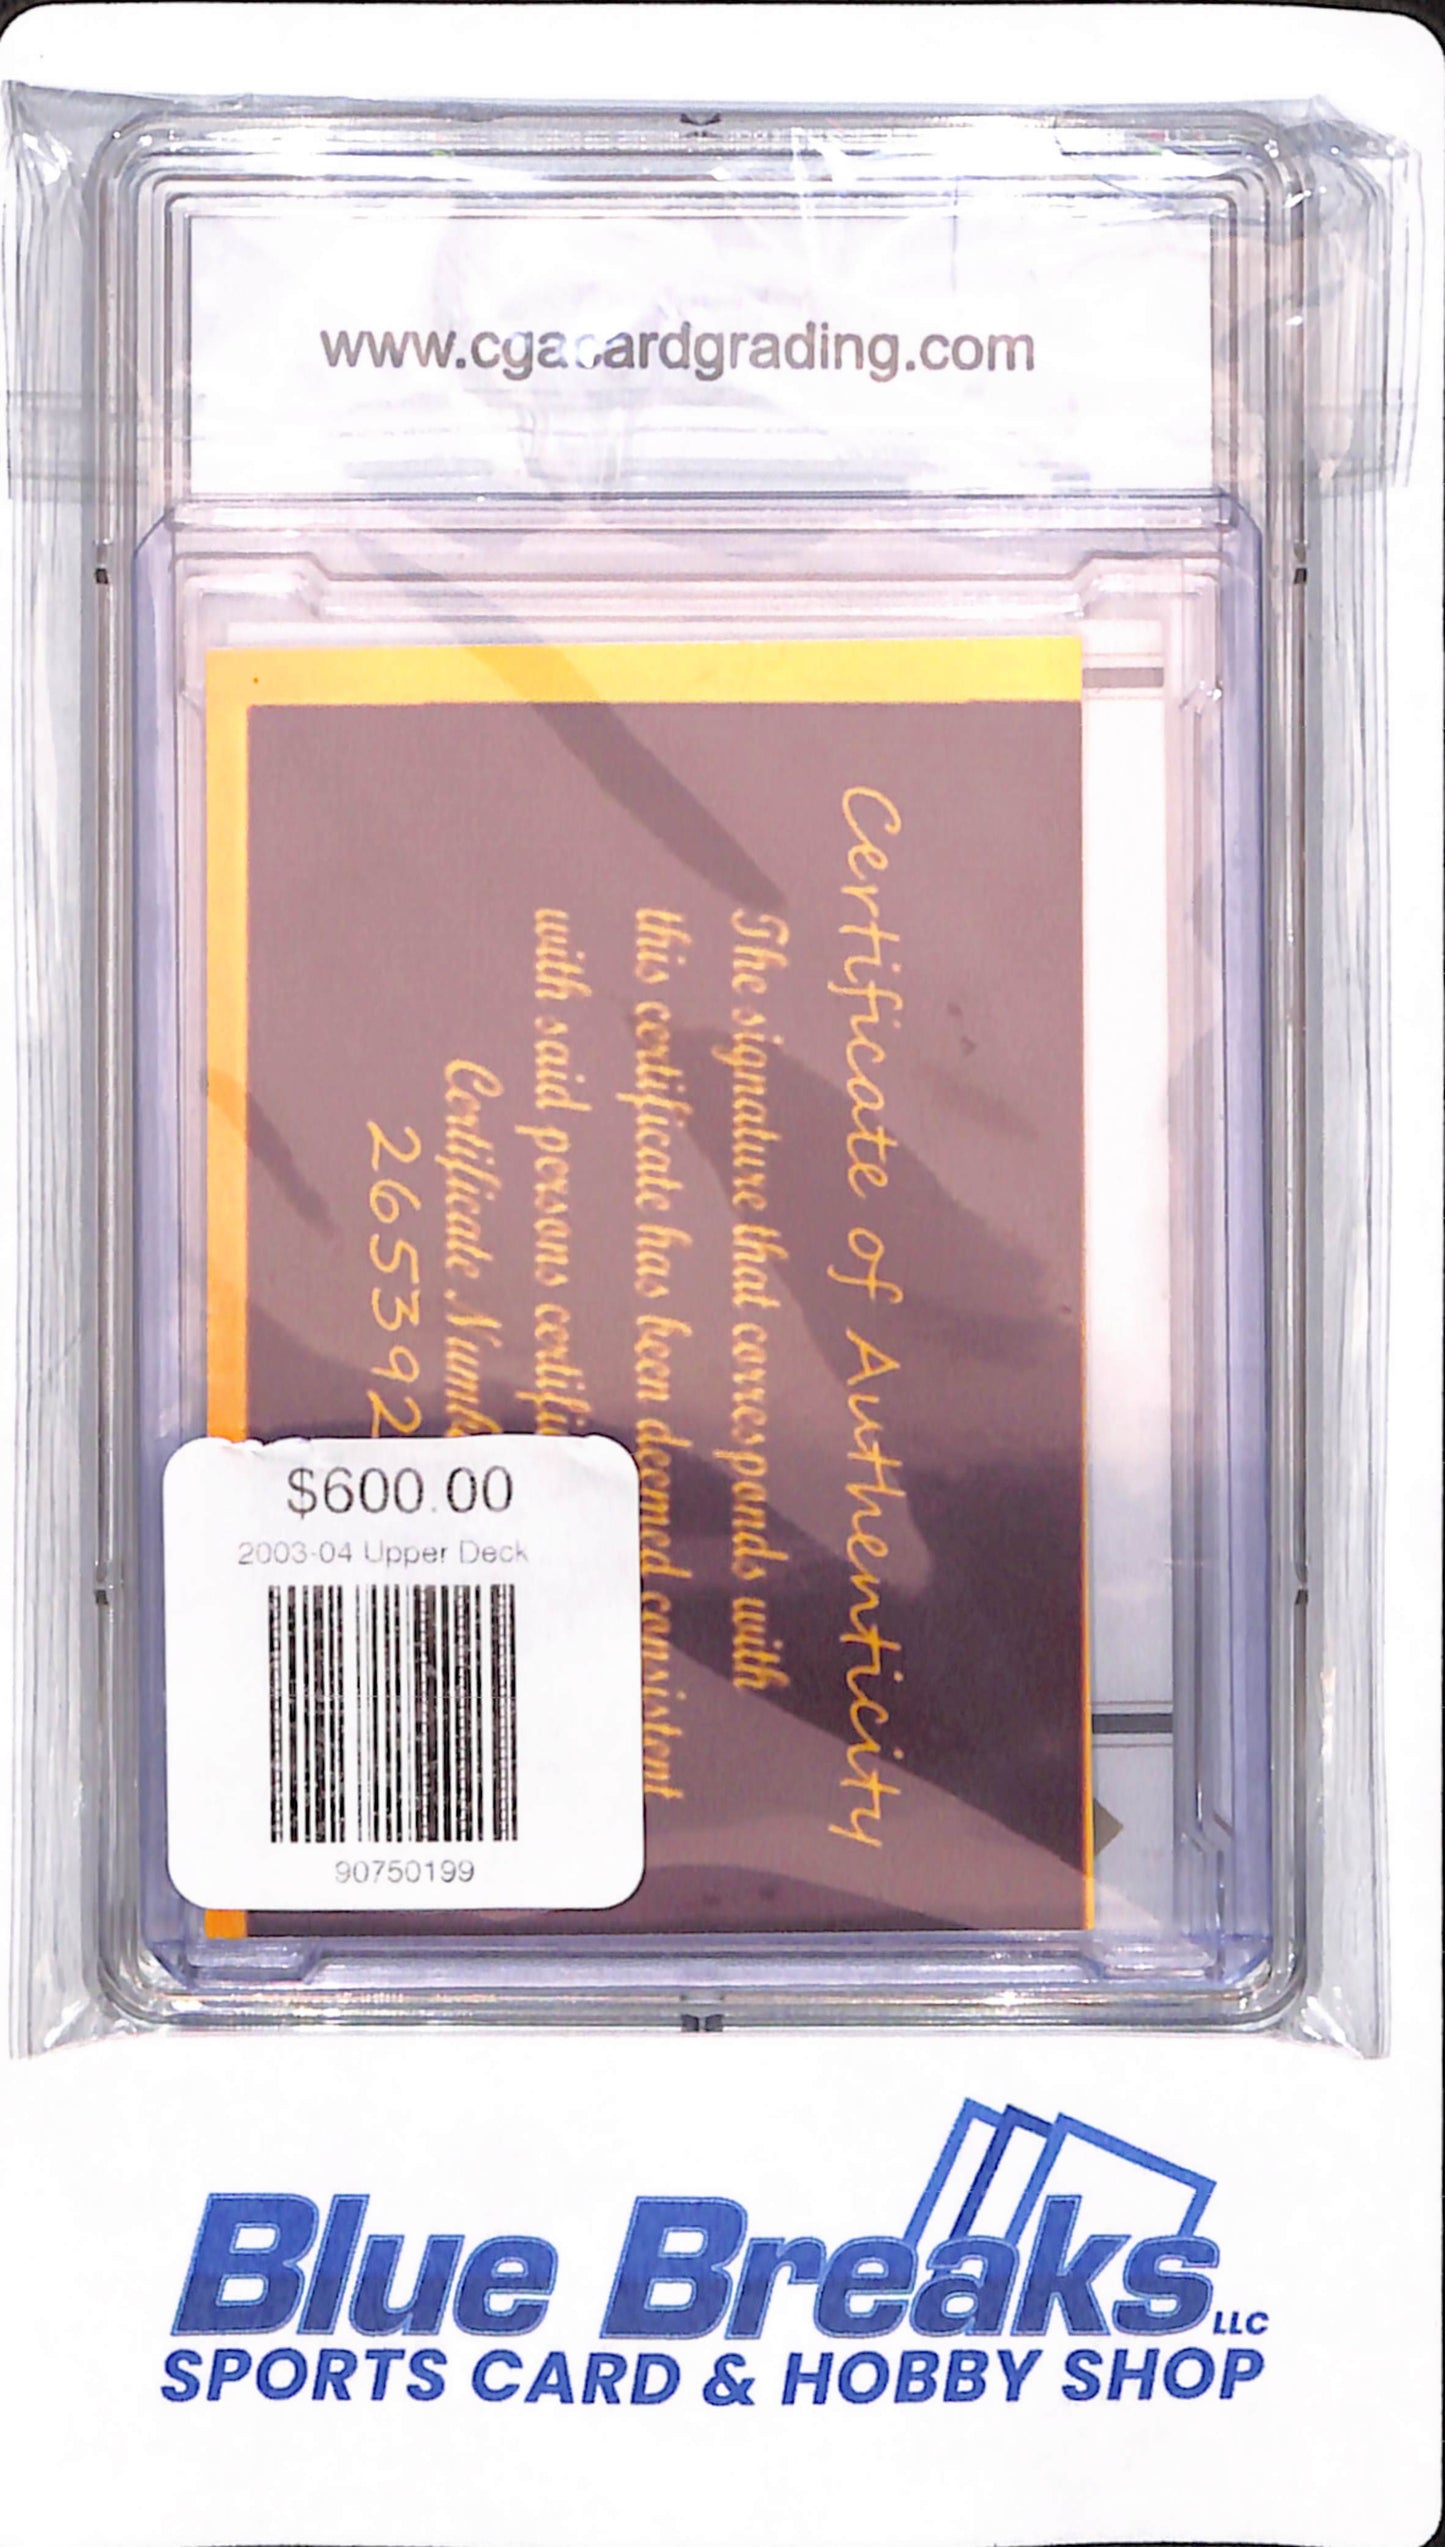 www.cgacardgrading.com
Certificate of Authenticity
The signature that corresponds with
this certificate has been deemed consistent
with said persons certifi
Certificate Numb
265392
$600.00
2003-04 Upper Deck
90750199
Blue Breaks LLC
SPORTS CARD & HOBBY SHOP